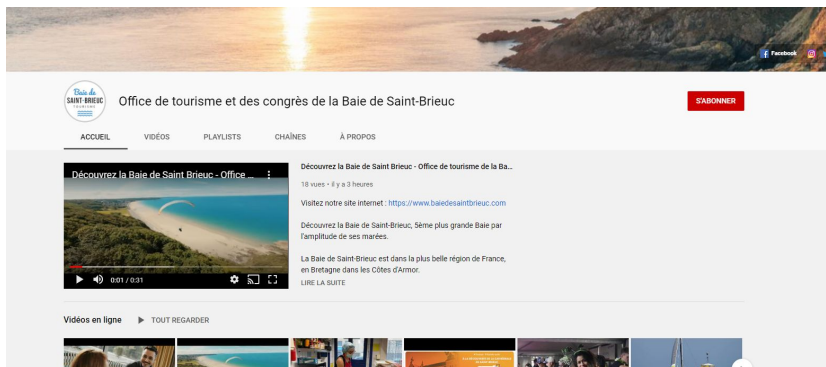 Facebook
Baie de
SAINT-BRIEUC
TOURISME
Office de tourisme et des congrès de la Baie de Saint-Brieuc
S'ABONNER
ACCUEIL VIDÉOS PLAYLISTS CHAÎNES À PROPOS
Découvrez la Baie de Saint Brieuc - Office ...
0:01 / 0:31
Découvrez la Baie de Saint Brieuc - Office de tourisme de la Ba...
18 vues • il y a 3 heures
Visitez notre site internet : https://www.baiedesaintbrieuc.com
Découvrez la Baie de Saint-Brieuc, 5ème plus grande Baie par
l'amplitude de ses marées.
La Baie de Saint-Brieuc est dans la plus belle région de France,
en Bretagne dans les Côtes d'Armor.
LIRE LA SUITE
Vidéos en ligne TOUT REGARDER